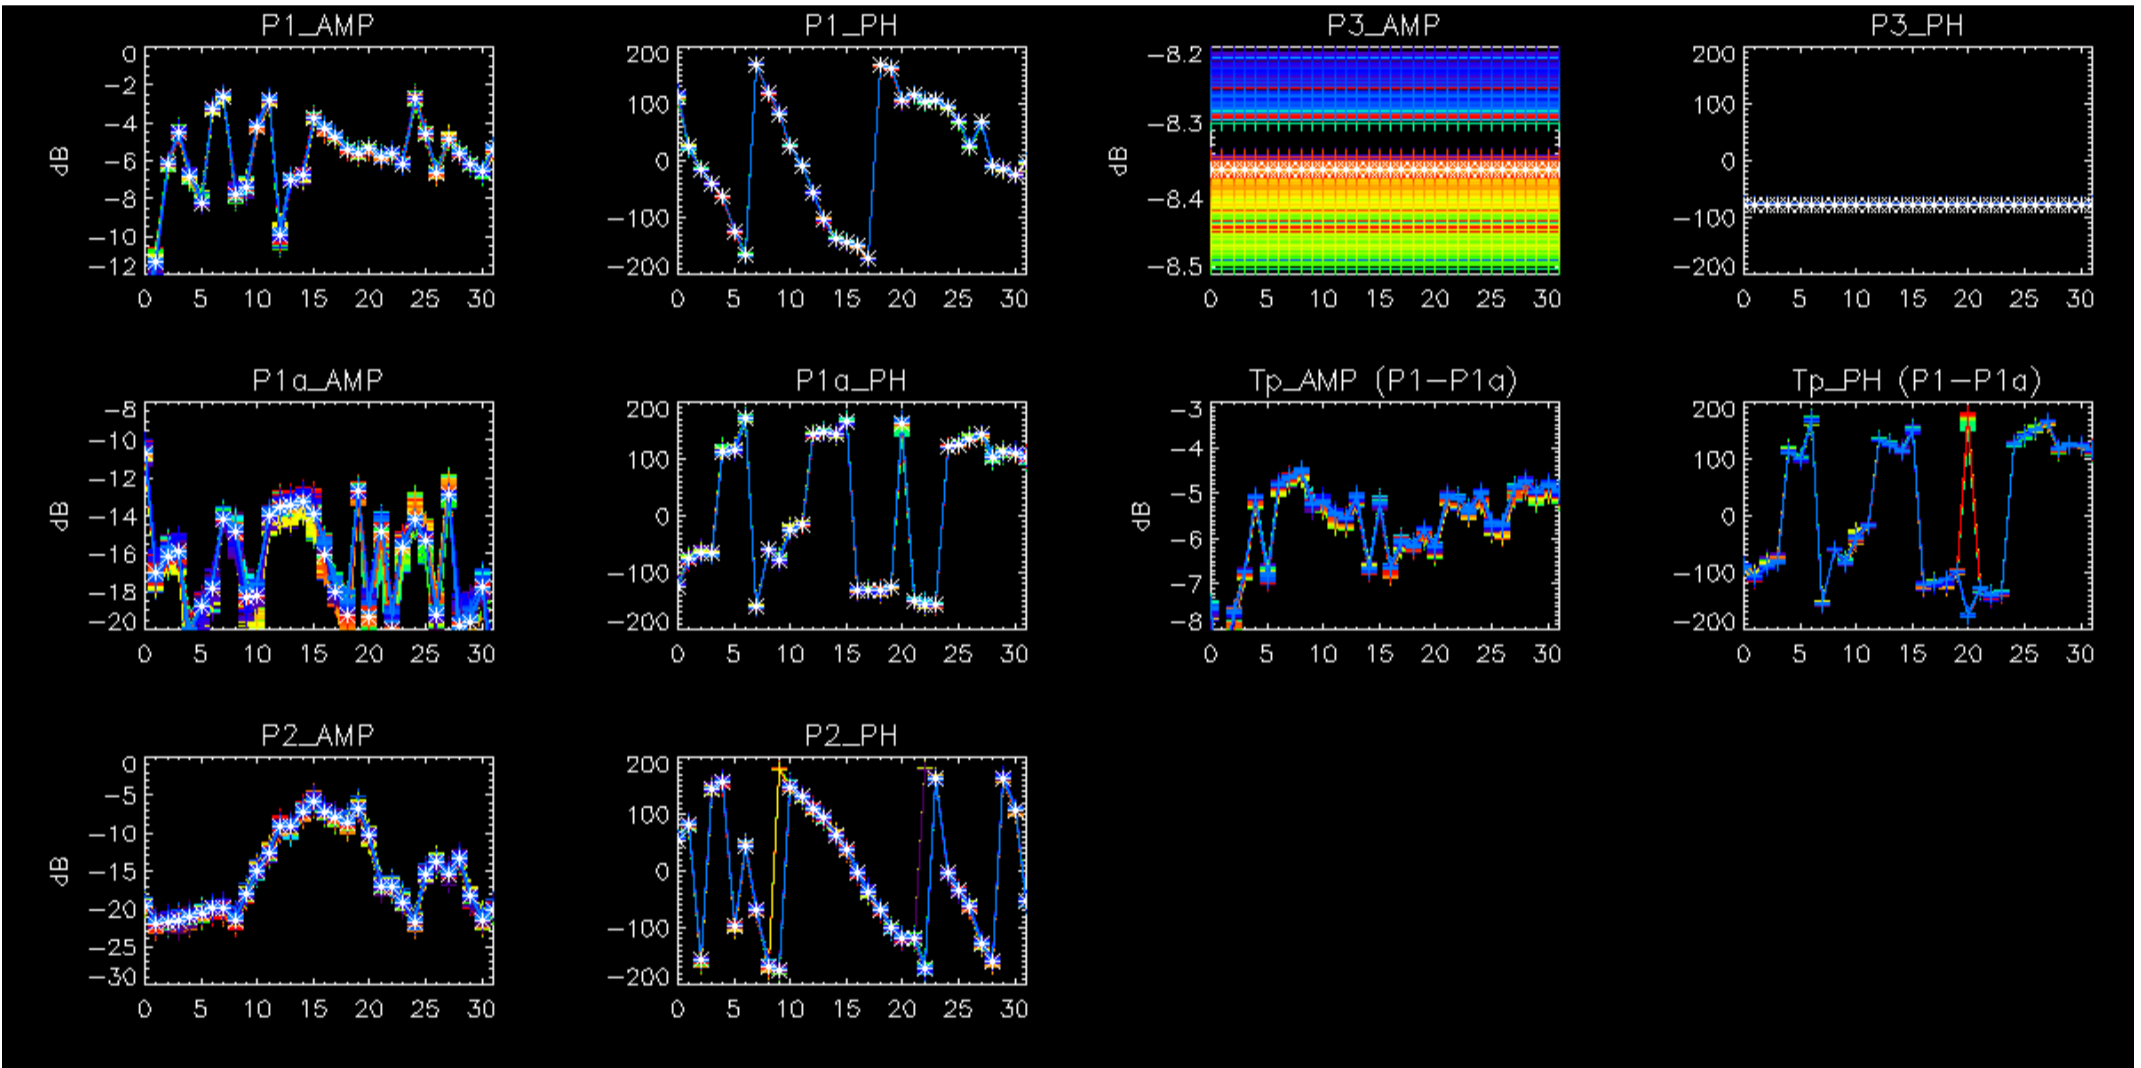 P1_AMP
P1_PH
P3_AMP
P3_PH
0
-2
-4
-6
-8
-10
-12
dB
0 5 10 15 20 25 30
200
100
0
-100
-200
0 5 10 15 20 25 30
-8.2
-8.3
-8.4
-8.5
dB
0 5 10 15 20 25 30
200
100
0
-100
-200
0 5 10 15 20 25 30
P1a_AMP
P1a_PH
Tp_AMP (P1-P1a)
Tp_PH (P1-P1a)
-8
-10
-12
-14
-16
-18
-20
dB
0 5 10 15 20 25 30
200
100
0
-100
-200
0 5 10 15 20 25 30
-3
-4
-5
-6
-7
-8
dB
0 5 10 15 20 25 30
200
100
0
-100
-200
0 5 10 15 20 25 30
P2_AMP
P2_PH
0
-5
-10
-15
-20
-25
-30
dB
0 5 10 15 20 25 30
200
100
0
-100
-200
0 5 10 15 20 25 30